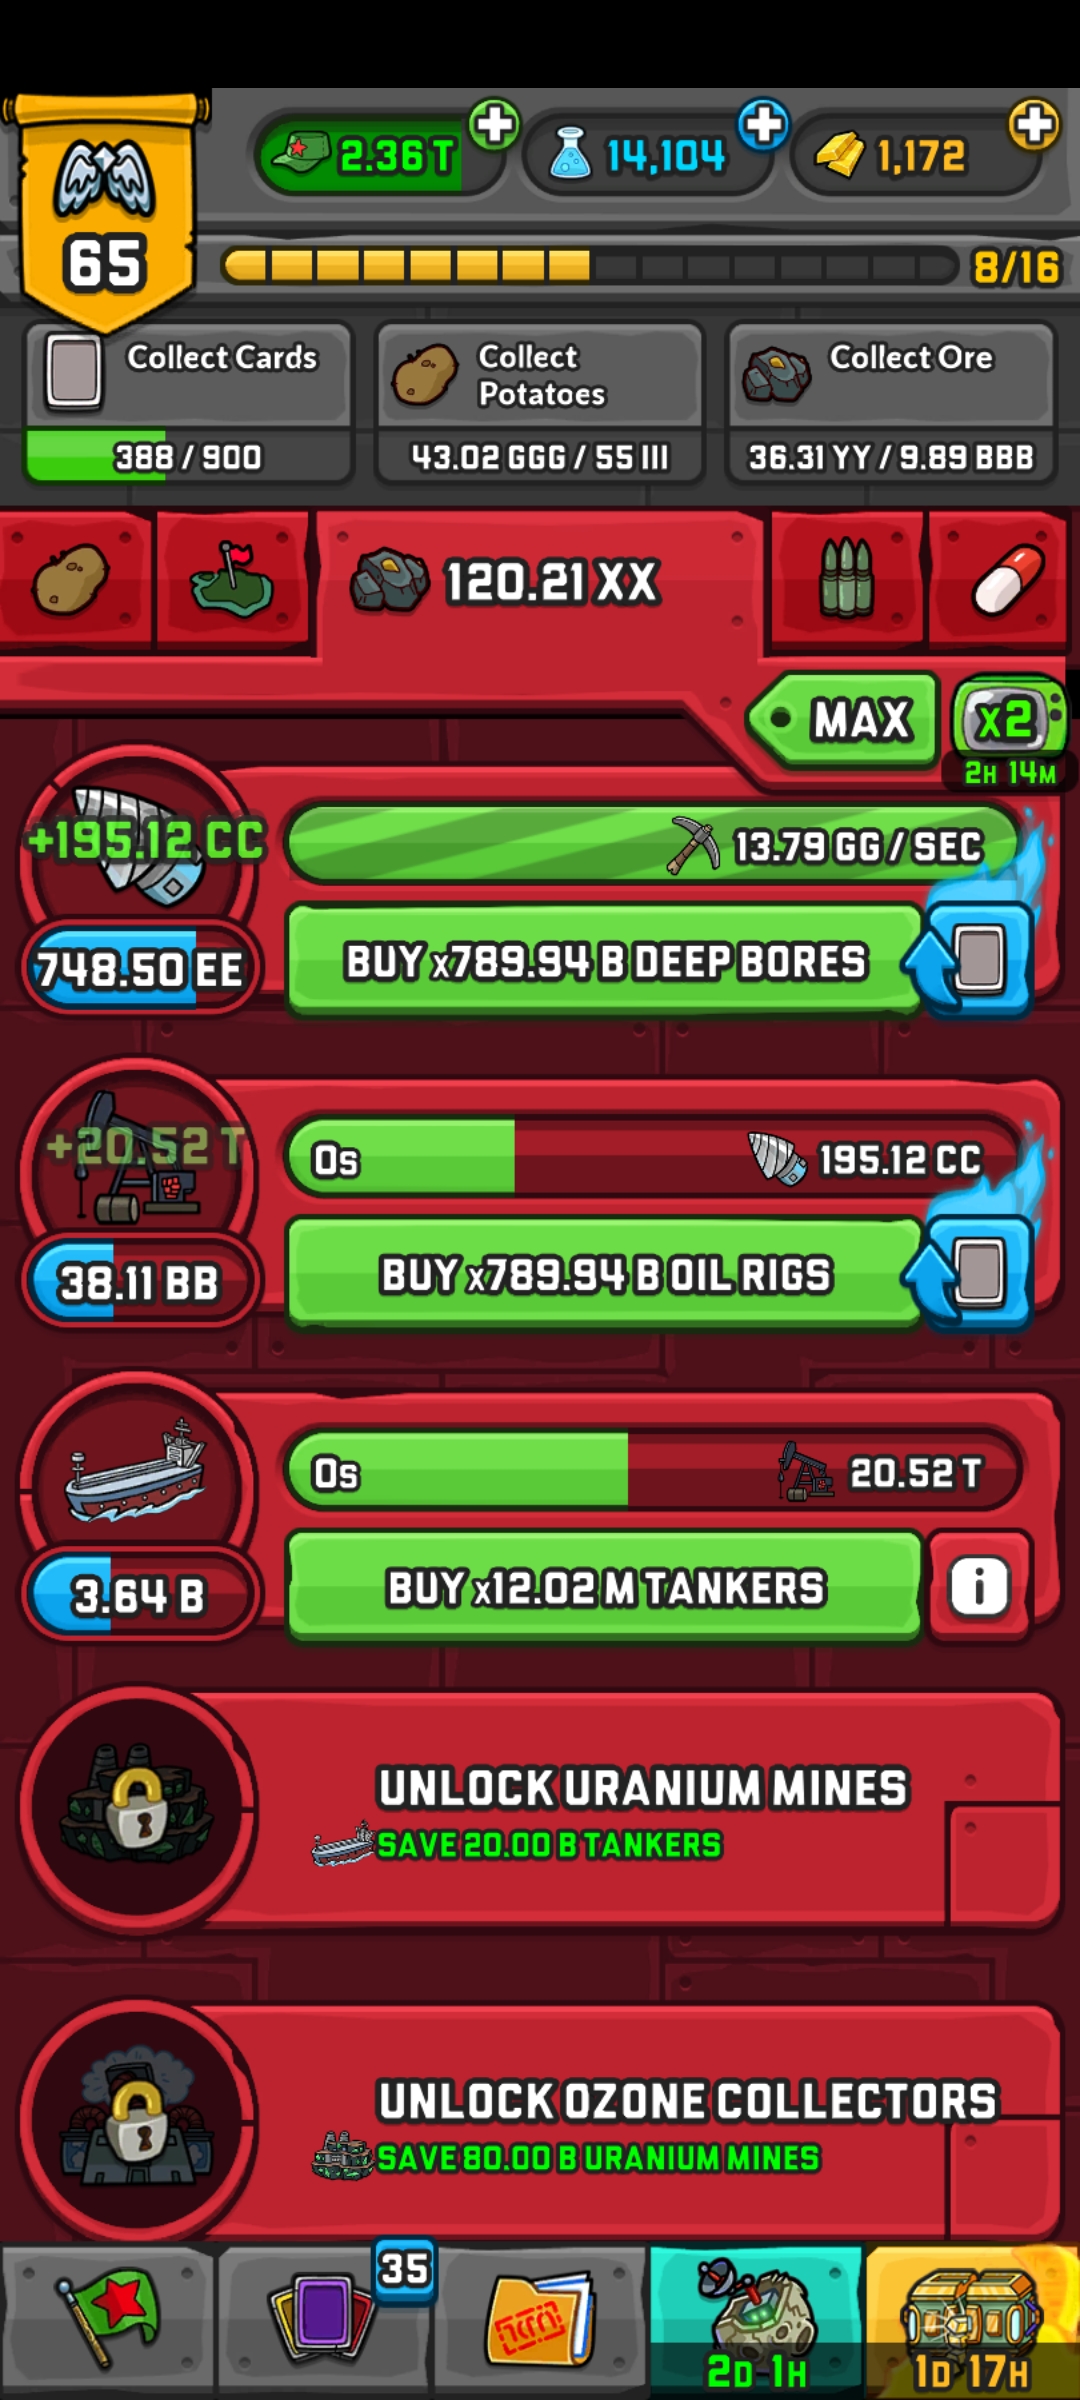 2.36 T
14,104
1,172
65
8/16
Collect Cards
388 / 900
Collect
Potatoes
43.02 GGG / 55 III
Collect Ore
36.31 YY / 9.89 BBB
120.21 XX
MAX
x2
2H 14M
+195.12 CC
13.79 GG / SEC
748.50 EE
BUY x789.94 B DEEP BORES
+20.52 T
0s
195.12 CC
38.11 BB
BUY x789.94 B OIL RIGS
0s
20.52 T
3.64 B
BUY x12.02 M TANKERS
i
UNLOCK URANIUM MINES
SAVE 20.00 B TANKERS
UNLOCK OZONE COLLECTORS
SAVE 80.00 B URANIUM MINES
35
2D 1H
1D 17H